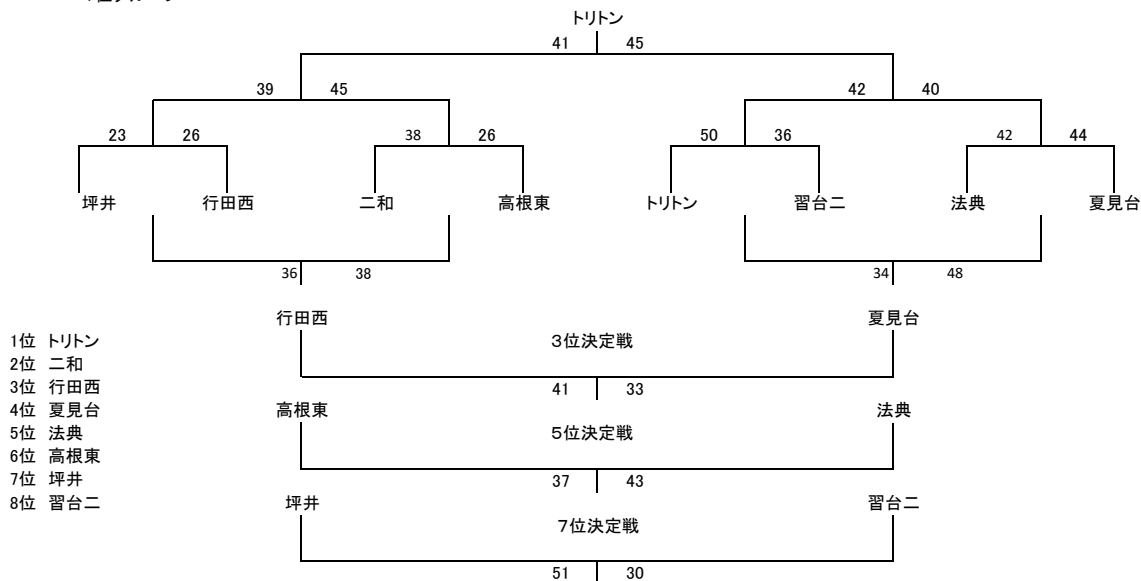 トリトン
41 45
39 45 42 40
23 26 38 26 50 36 42 44
坪井 行田西 二和 高根東 トリトン 習台二 法典 夏見台
36 38 34 48
行田西 夏見台
1位 トリトン 3位決定戦
2位 二和
3位 行田西 41 33
4位 夏見台 高根東 法典
5位 法典 5位決定戦
6位 高根東
7位 坪井 37 43
8位 習台二 坪井 習台二
7位決定戦
51 30